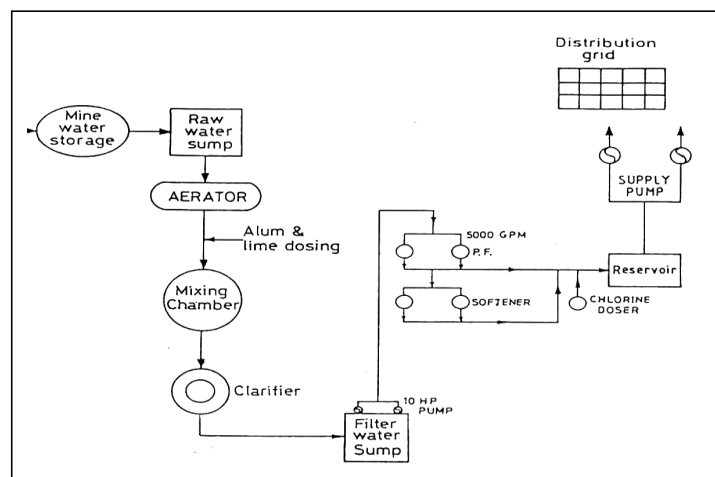 Distribution
grid
Mine
water
storage
Raw
water
sump
AERATOR
Alum &
lime dosing
Mixing
Chamber
Clarifier
10 HP
PUMP
Filter
water
Sump
5000 GPM
P.F.
SOFTENER
CHLORINE
DOSER
Reservoir
SUPPLY
PUMP